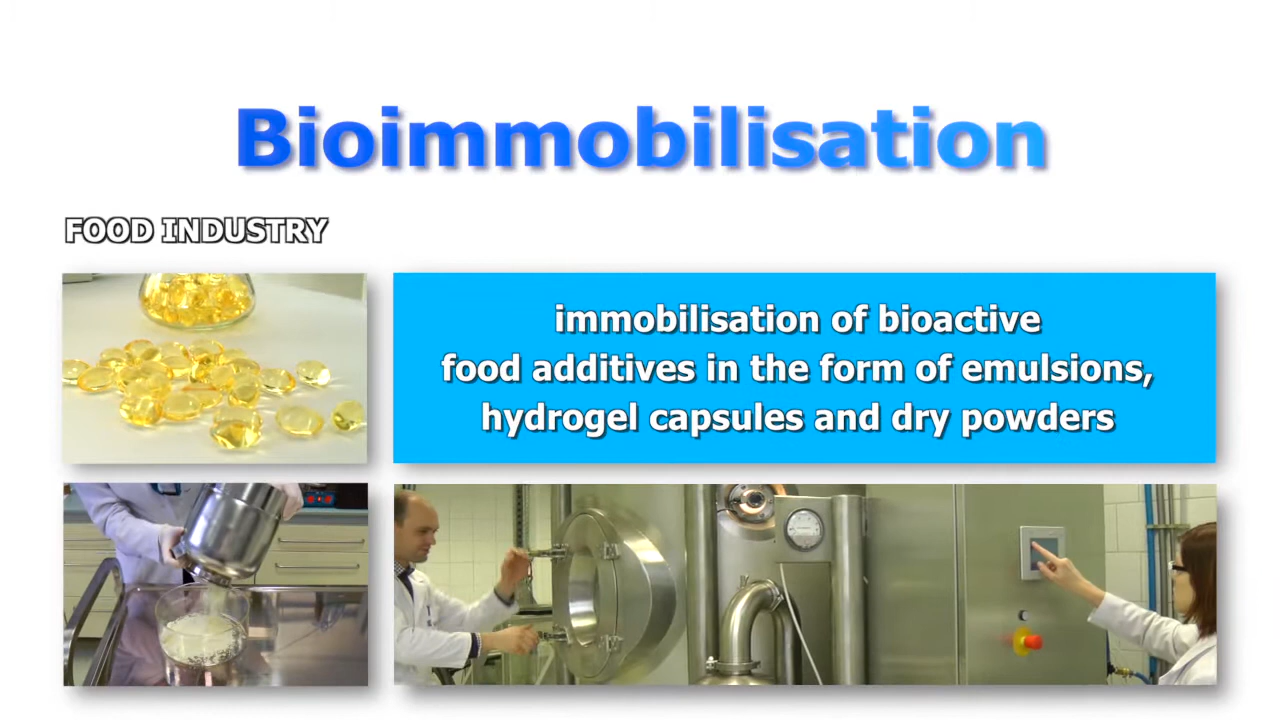 Bioimmobilisation
FOOD INDUSTRY
immobilisation of bioactive
food additives in the form of emulsions,
hydrogel capsules and dry powders